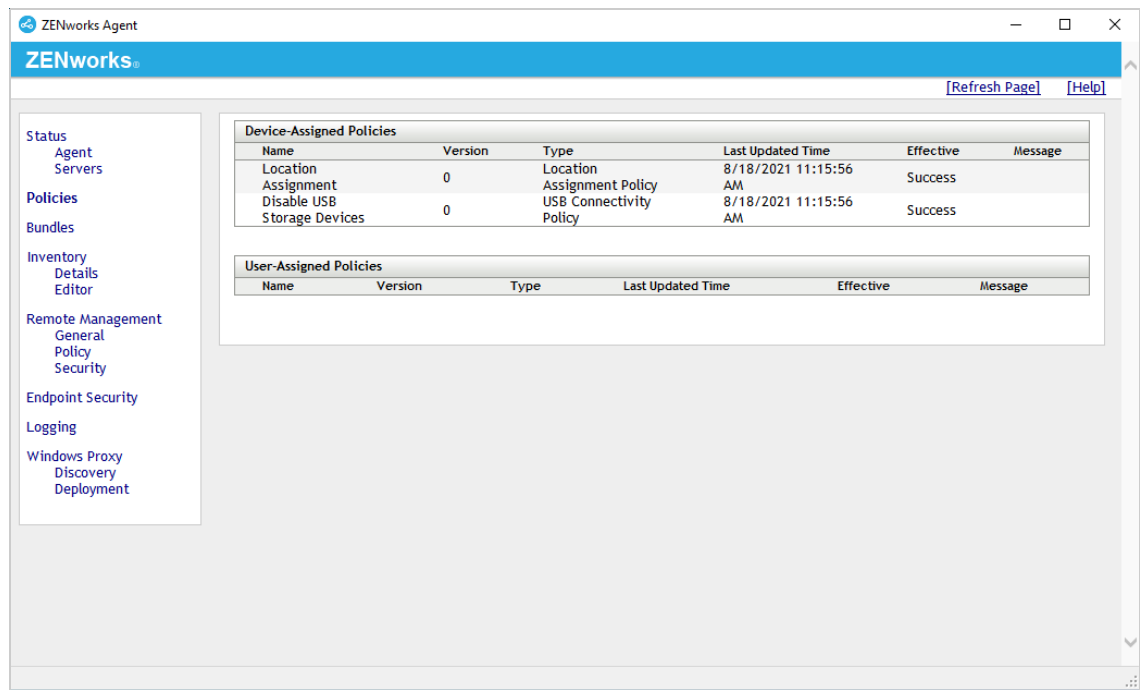 ZENworks Agent
ZENworks®
[Refresh Page] [Help]
Status
Agent
Servers
Policies
Bundles
Inventory
Details
Editor
Remote Management
General
Policy
Security
Endpoint Security
Logging
Windows Proxy
Discovery
Deployment
Device-Assigned Policies
Name Version Type Last Updated Time Effective Message
Location Assignment 0 Location Assignment Policy 8/18/2021 11:15:56 AM Success
Disable USB Storage Devices 0 USB Connectivity Policy 8/18/2021 11:15:56 AM Success
User-Assigned Policies
Name Version Type Last Updated Time Effective Message